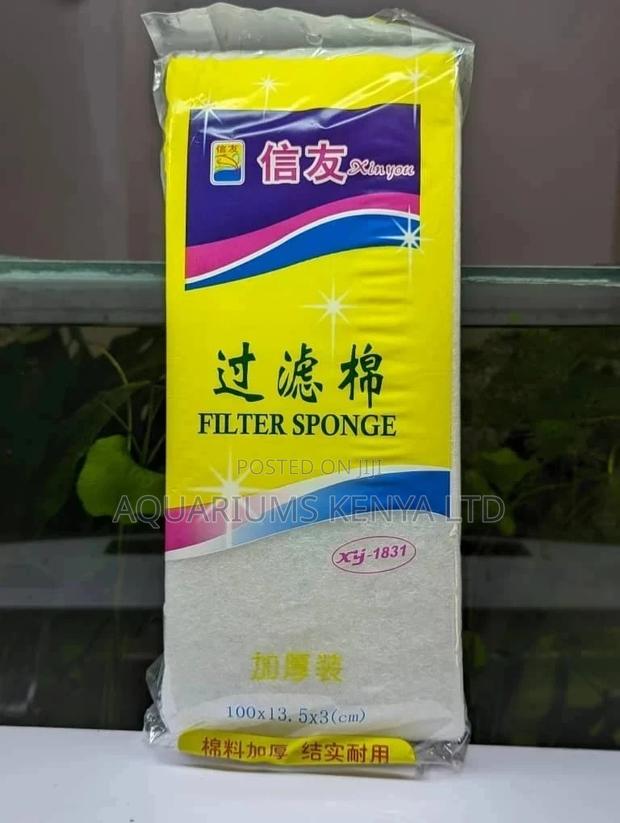 信友
信友 Xinyou
过滤棉
FILTER SPONGE
POSTED ON JIJI
AQUARIUMS KENYA LTD
XY-1831
加厚装
100x13.5x3(cm)
棉料加厚 结实耐用